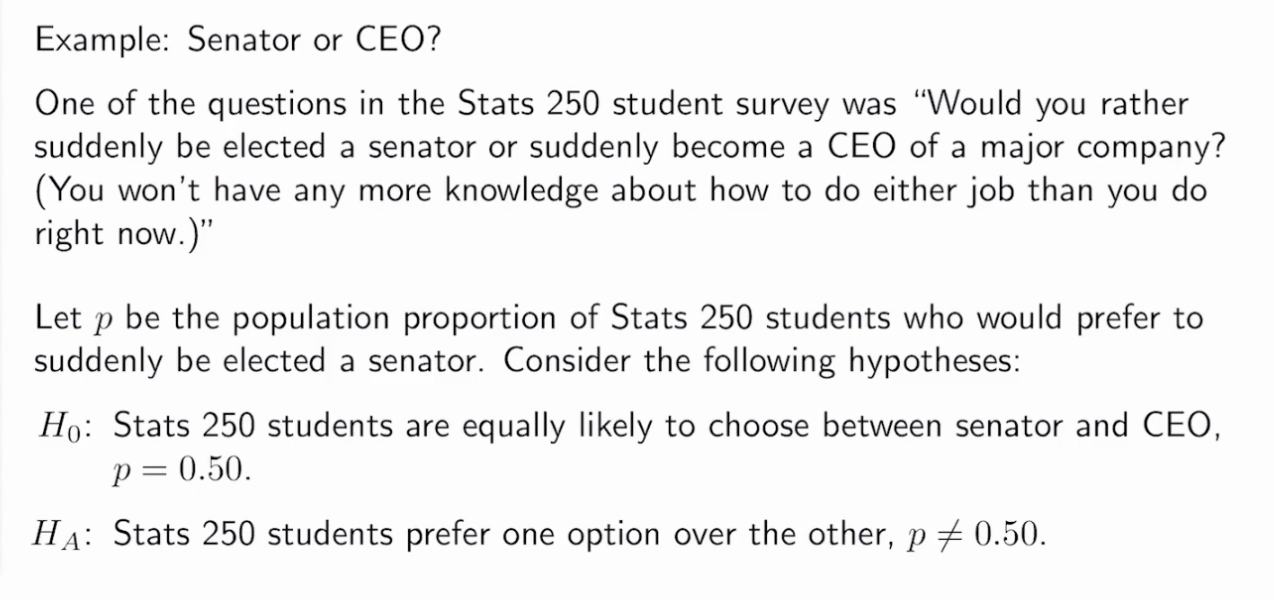 Example: Senator or CEO?
One of the questions in the Stats 250 student survey was “Would you rather
suddenly be elected a senator or suddenly become a CEO of a major company?
(You won’t have any more knowledge about how to do either job than you do
right now.)”
Let p be the population proportion of Stats 250 students who would prefer to
suddenly be elected a senator. Consider the following hypotheses:
H₀: Stats 250 students are equally likely to choose between senator and CEO,
p = 0.50.
H_A: Stats 250 students prefer one option over the other, p ≠ 0.50.